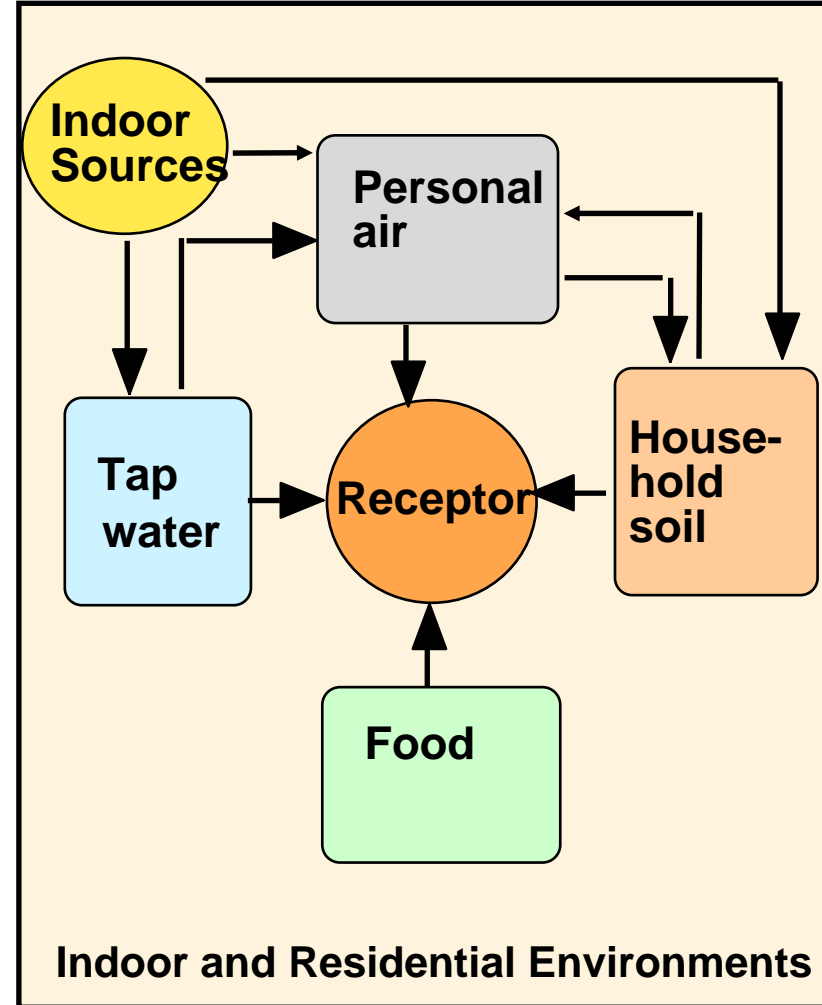 Indoor
Sources
Personal
air
Tap
water
Receptor
House-
hold
soil
Food
Indoor and Residential Environments